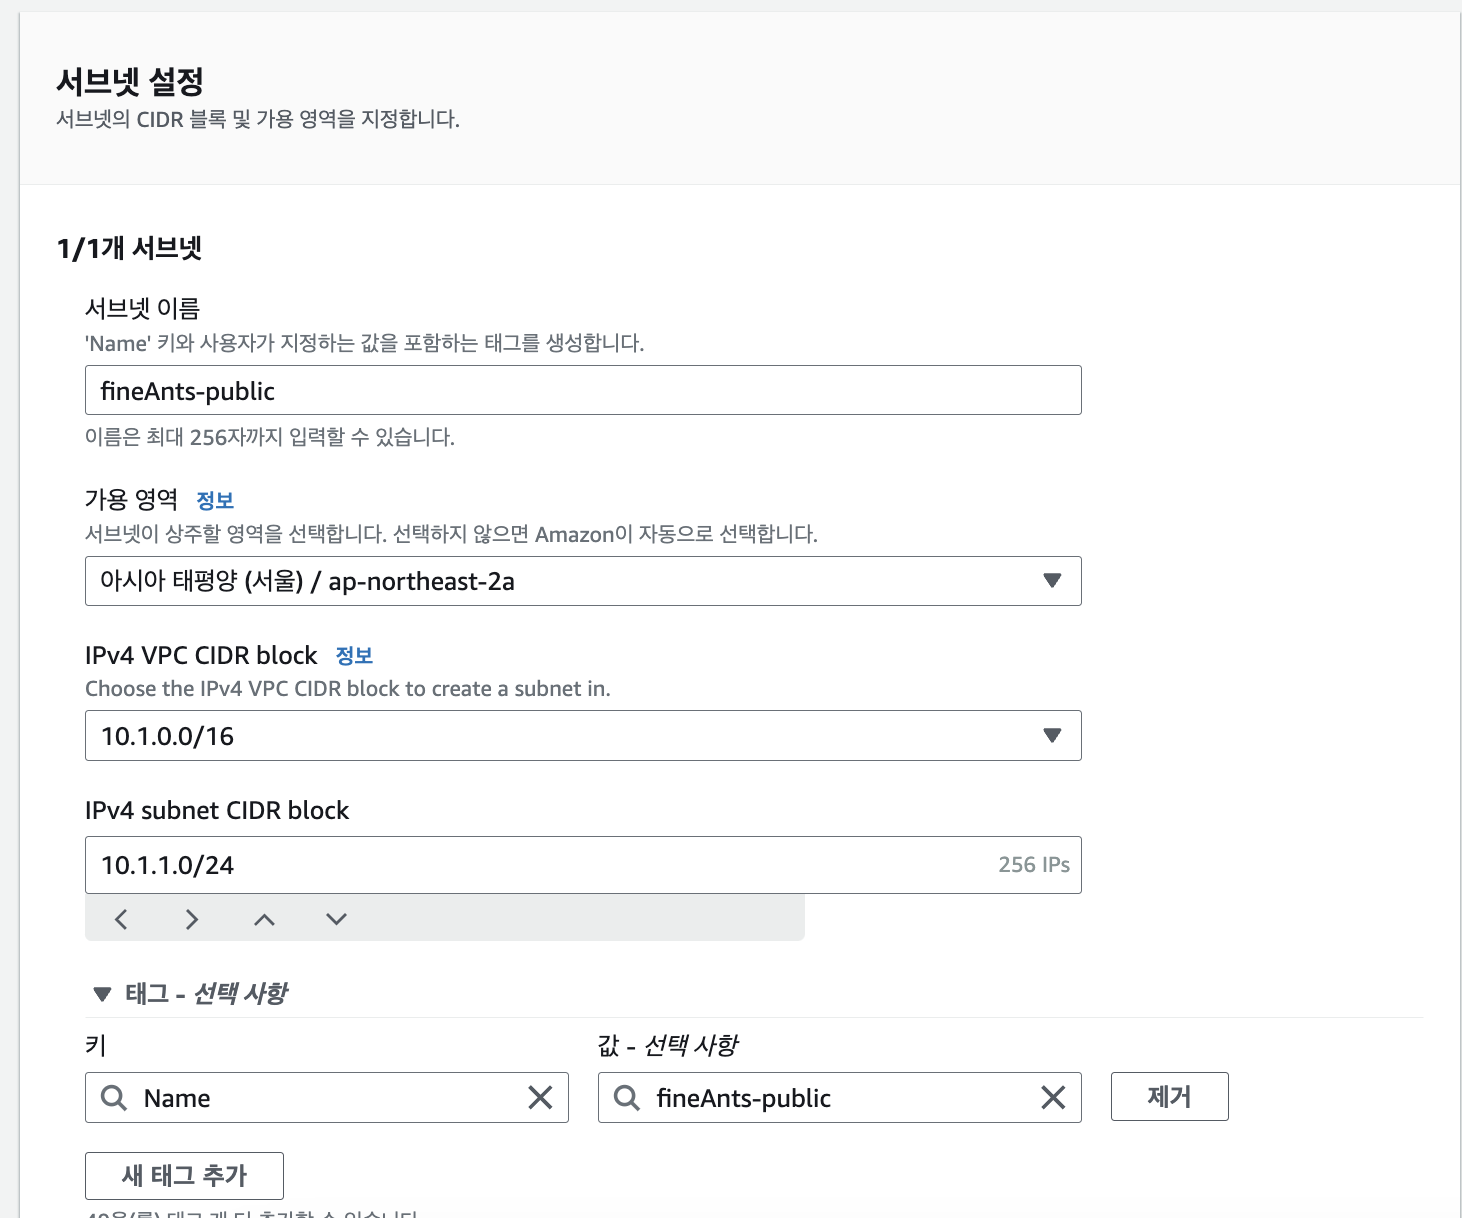 서브넷 설정
서브넷의 CIDR 블록 및 가용 영역을 지정합니다.
1/1개 서브넷
서브넷 이름
'Name' 키와 사용자가 지정하는 값을 포함하는 태그를 생성합니다.
fineAnts-public
이름은 최대 256자까지 입력할 수 있습니다.
가용 영역 정보
서브넷이 상주할 영역을 선택합니다. 선택하지 않으면 Amazon이 자동으로 선택합니다.
아시아 태평양 (서울) / ap-northeast-2a
IPv4 VPC CIDR block 정보
Choose the IPv4 VPC CIDR block to create a subnet in.
10.1.0.0/16
IPv4 subnet CIDR block
10.1.1.0/24 256 IPs
태그 - 선택 사항
키 값 - 선택 사항
Name fineAnts-public 제거
새 태그 추가